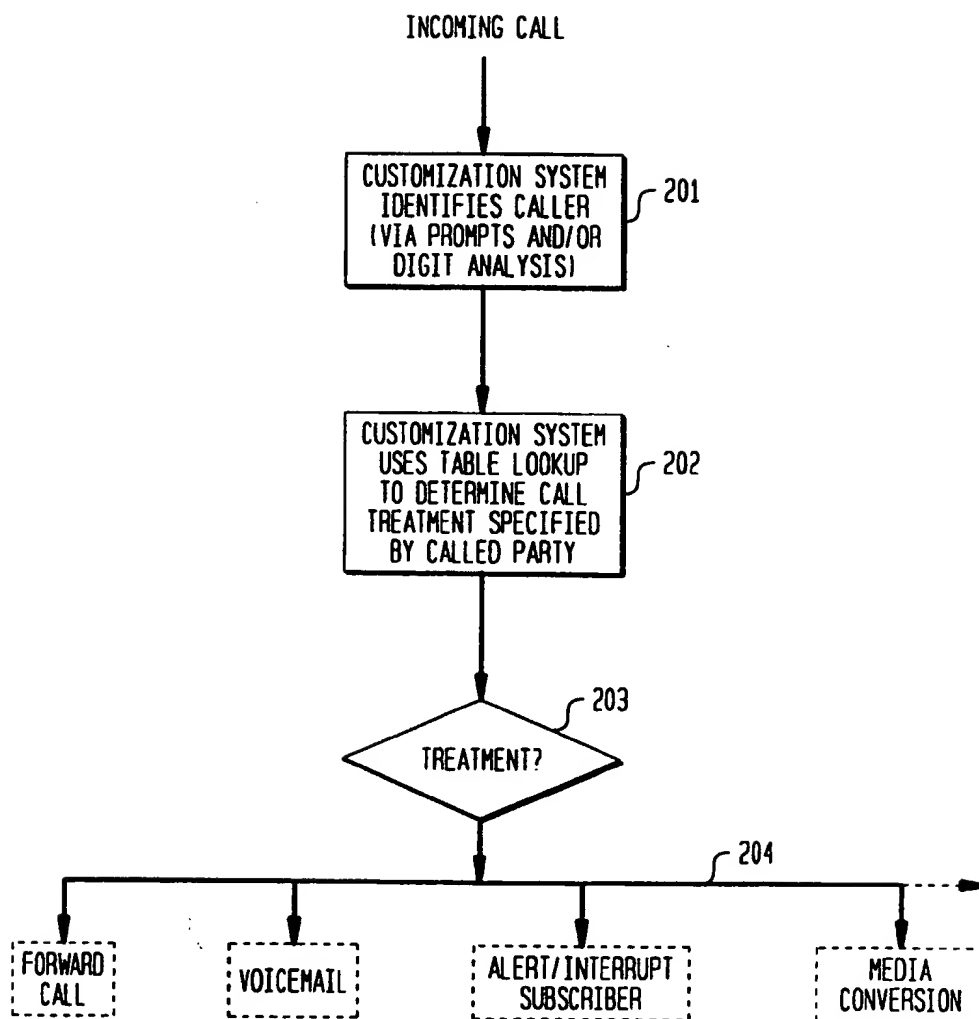 INCOMING CALL
CUSTOMIZATION SYSTEM
IDENTIFIES CALLER
(VIA PROMPTS AND/OR
DIGIT ANALYSIS)
201
CUSTOMIZATION SYSTEM
USES TABLE LOOKUP
TO DETERMINE CALL
TREATMENT SPECIFIED
BY CALLED PARTY
202
203
TREATMENT?
204
FORWARD
CALL
VOICEMAIL
ALERT/INTERRUPT
SUBSCRIBER
MEDIA
CONVERSION